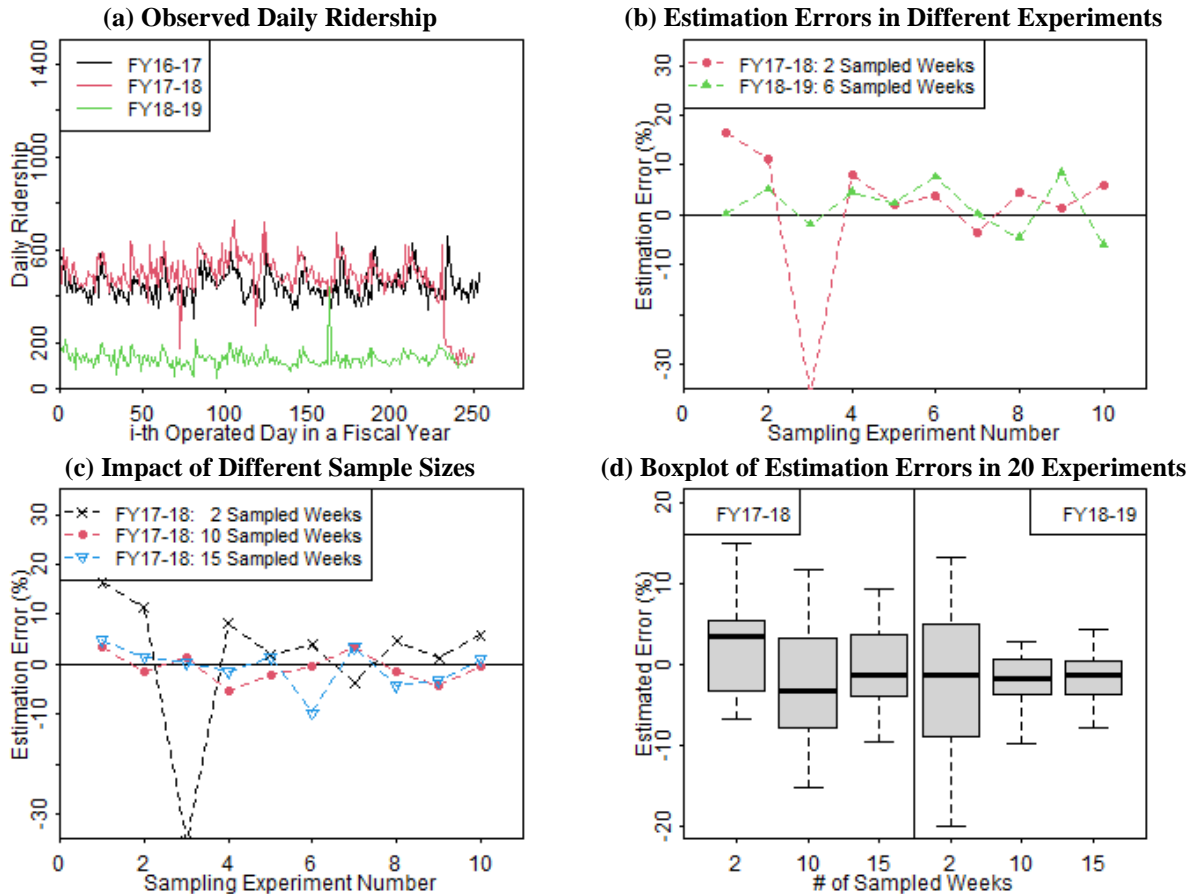 (a) Observed Daily Ridership
FY16-17
FY17-18
FY18-19
Daily Ridership
0 200 600 1000 1400
0 50 100 150 200 250
i-th Operated Day in a Fiscal Year
(b) Estimation Errors in Different Experiments
FY17-18: 2 Sampled Weeks
FY18-19: 6 Sampled Weeks
Estimation Error (%)
-30 -10 0 10 20 30
0 2 4 6 8 10
Sampling Experiment Number
(c) Impact of Different Sample Sizes
FY17-18: 2 Sampled Weeks
FY17-18: 10 Sampled Weeks
FY17-18: 15 Sampled Weeks
Estimation Error (%)
-30 -10 0 10 20 30
0 2 4 6 8 10
Sampling Experiment Number
(d) Boxplot of Estimation Errors in 20 Experiments
FY17-18
FY18-19
Estimated Error (%)
-20 -10 0 10 20
2 10 15 2 10 15
# of Sampled Weeks